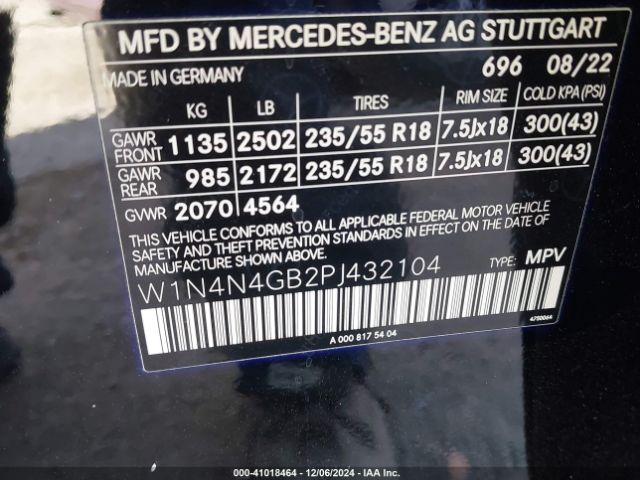 MFD BY MERCEDES-BENZ AG STUTTGART
MADE IN GERMANY 696 08/22
KG LB TIRES RIM SIZE COLD KPA (PSI)
GAWR FRONT 1135 2502 235/55 R18 7.5Jx18 300(43)
GAWR REAR 985 2172 235/55 R18 7.5Jx18 300(43)
GVWR 2070 4564
THIS VEHICLE CONFORMS TO ALL APPLICABLE FEDERAL MOTOR VEHICLE
SAFETY AND THEFT PREVENTION STANDARDS IN EFFECT ON THE DATE OF
MANUFACTURE SHOWN ABOVE.
W1N4N4GB2PJ432104 TYPE: MPV
A 000 817 54 04 4750064
000-41018464 - 12/06/2024 - IAA Inc.